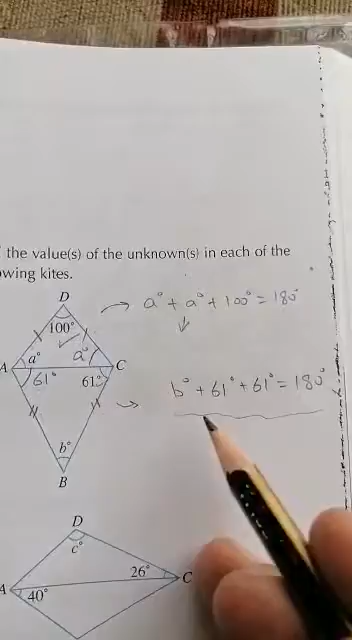 the value(s) of the unknown(s) in each of the
owing kites.
D
100°
a° + a° + 100° = 180°
A
a°
a°
C
61°
61°
b° + 61° + 61° = 180°
b°
B
D
c°
26°
C
A
40°